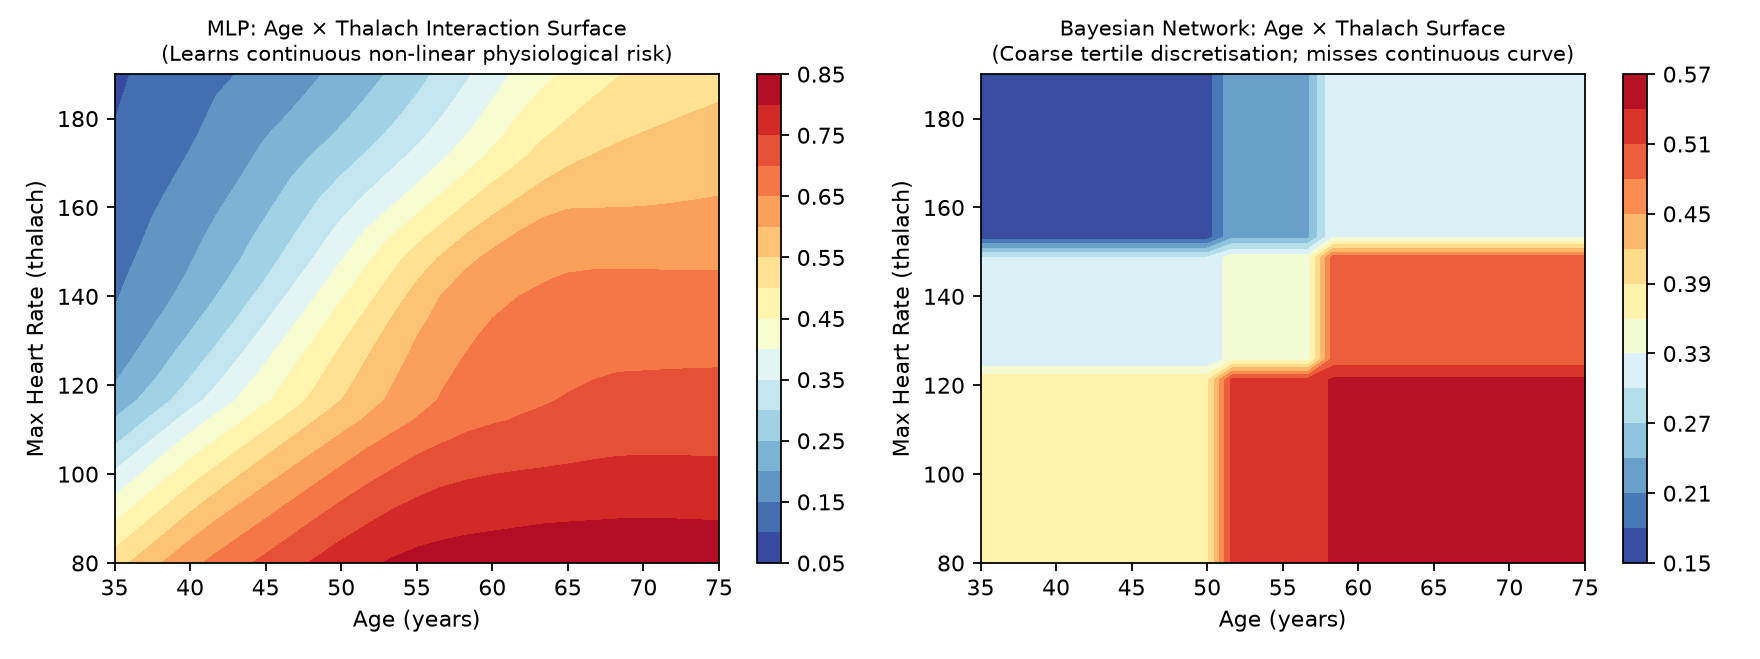 MLP: Age × Thalach Interaction Surface
(Learns continuous non-linear physiological risk)
Max Heart Rate (thalach)
180
160
140
120
100
80
35 40 45 50 55 60 65 70 75
Age (years)
0.85
0.75
0.65
0.55
0.45
0.35
0.25
0.15
0.05
Bayesian Network: Age × Thalach Surface
(Coarse tertile discretisation; misses continuous curve)
Max Heart Rate (thalach)
180
160
140
120
100
80
35 40 45 50 55 60 65 70 75
Age (years)
0.57
0.51
0.45
0.39
0.33
0.27
0.21
0.15